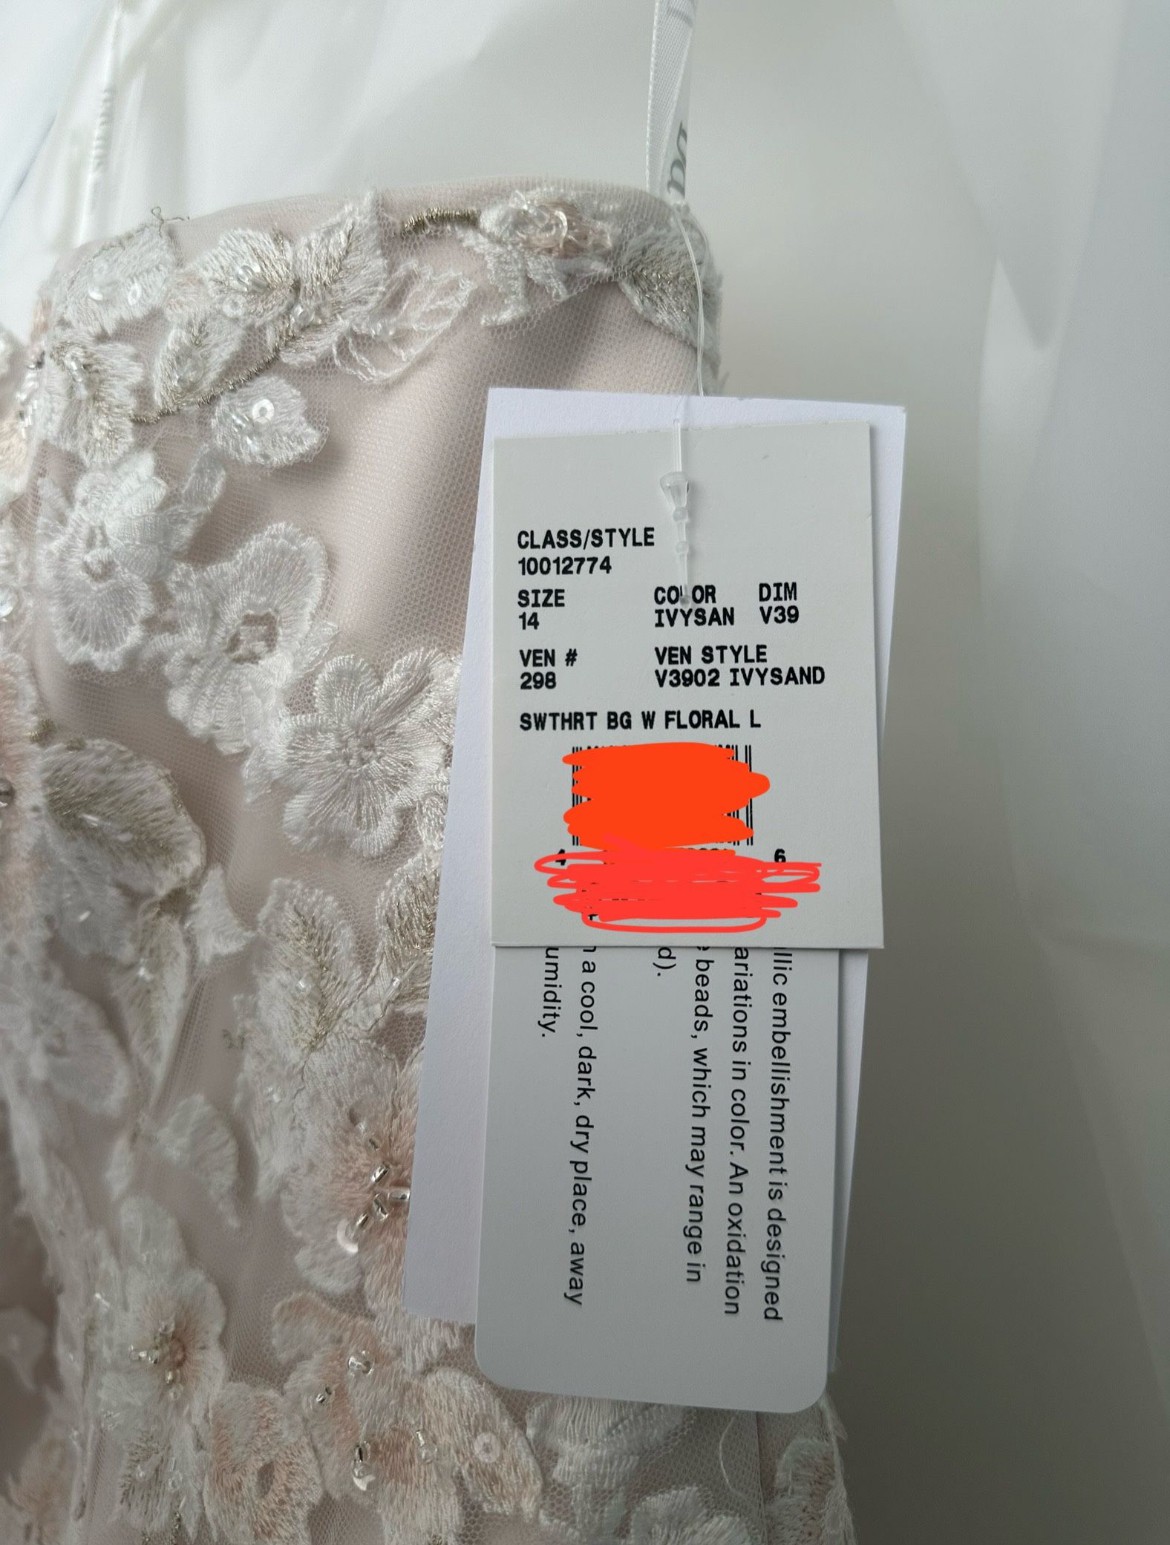 CLASS/STYLE
10012774
SIZE COLOR DIM
14 IVYSAN V39
VEN # VEN STYLE
298 V3902 IVYSAND
SWTHRT BG W FLORAL L
6
llic embellishment is designed
ariations in color. An oxidation
beads, which may range in
d).
a cool, dark, dry place, away
umidity.